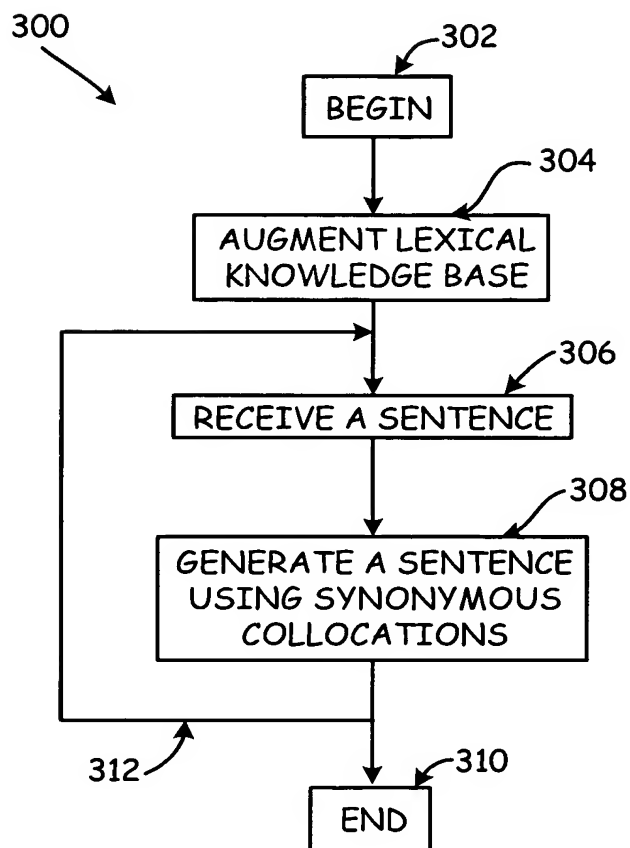 300
302
BEGIN
304
AUGMENT LEXICAL
KNOWLEDGE BASE
306
RECEIVE A SENTENCE
308
GENERATE A SENTENCE
USING SYNONYMOUS
COLLOCATIONS
312
310
END